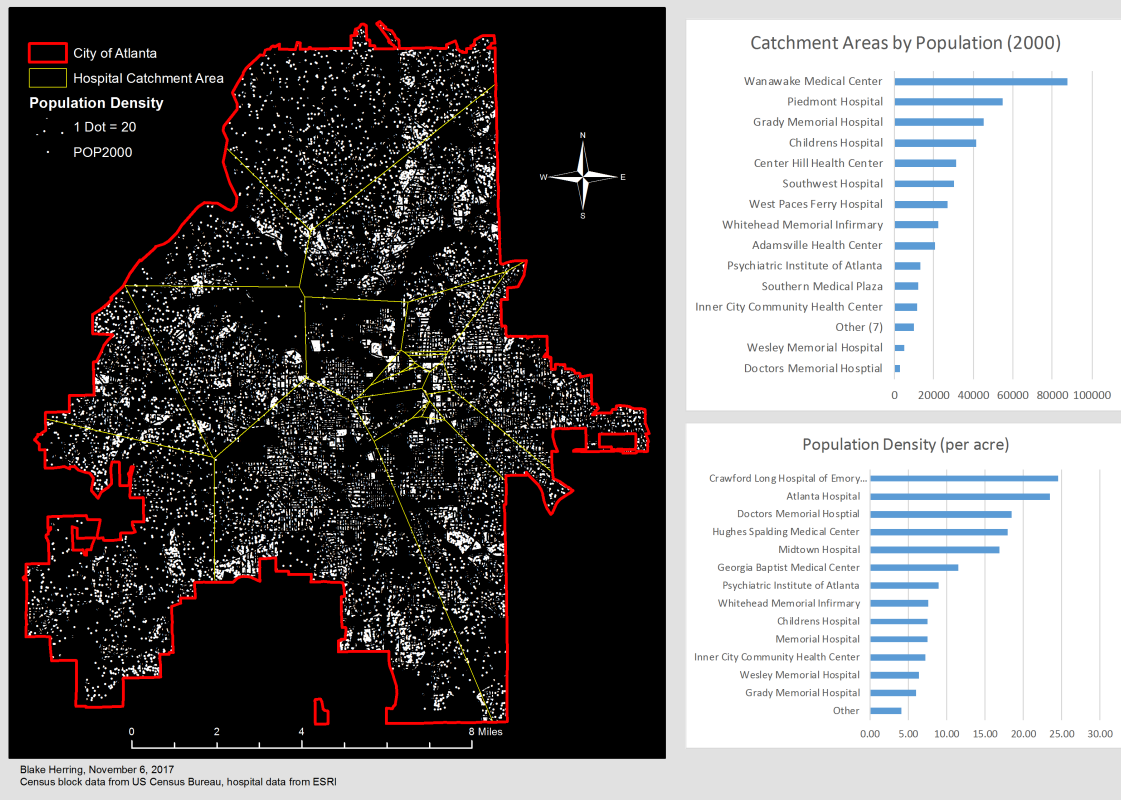 City of Atlanta
Hospital Catchment Area
Population Density
1 Dot = 20
POP2000
N
W
E
S
0
2
4
8 Miles
Blake Herring, November 6, 2017
Census block data from US Census Bureau, hospital data from ESRI
Catchment Areas by Population (2000)
Wanawake Medical Center
Piedmont Hospital
Grady Memorial Hospital
Childrens Hospital
Center Hill Health Center
Southwest Hospital
West Paces Ferry Hospital
Whitehead Memorial Infirmary
Adamsville Health Center
Psychiatric Institute of Atlanta
Southern Medical Plaza
Inner City Community Health Center
Other (7)
Wesley Memorial Hospital
Doctors Memorial Hosptial
0 20000 40000 60000 80000 100000
Population Density (per acre)
Crawford Long Hospital of Emory...
Atlanta Hospital
Doctors Memorial Hosptial
Hughes Spalding Medical Center
Midtown Hospital
Georgia Baptist Medical Center
Psychiatric Institute of Atlanta
Whitehead Memorial Infirmary
Childrens Hospital
Memorial Hospital
Inner City Community Health Center
Wesley Memorial Hospital
Grady Memorial Hospital
Other
0.00 5.00 10.00 15.00 20.00 25.00 30.00